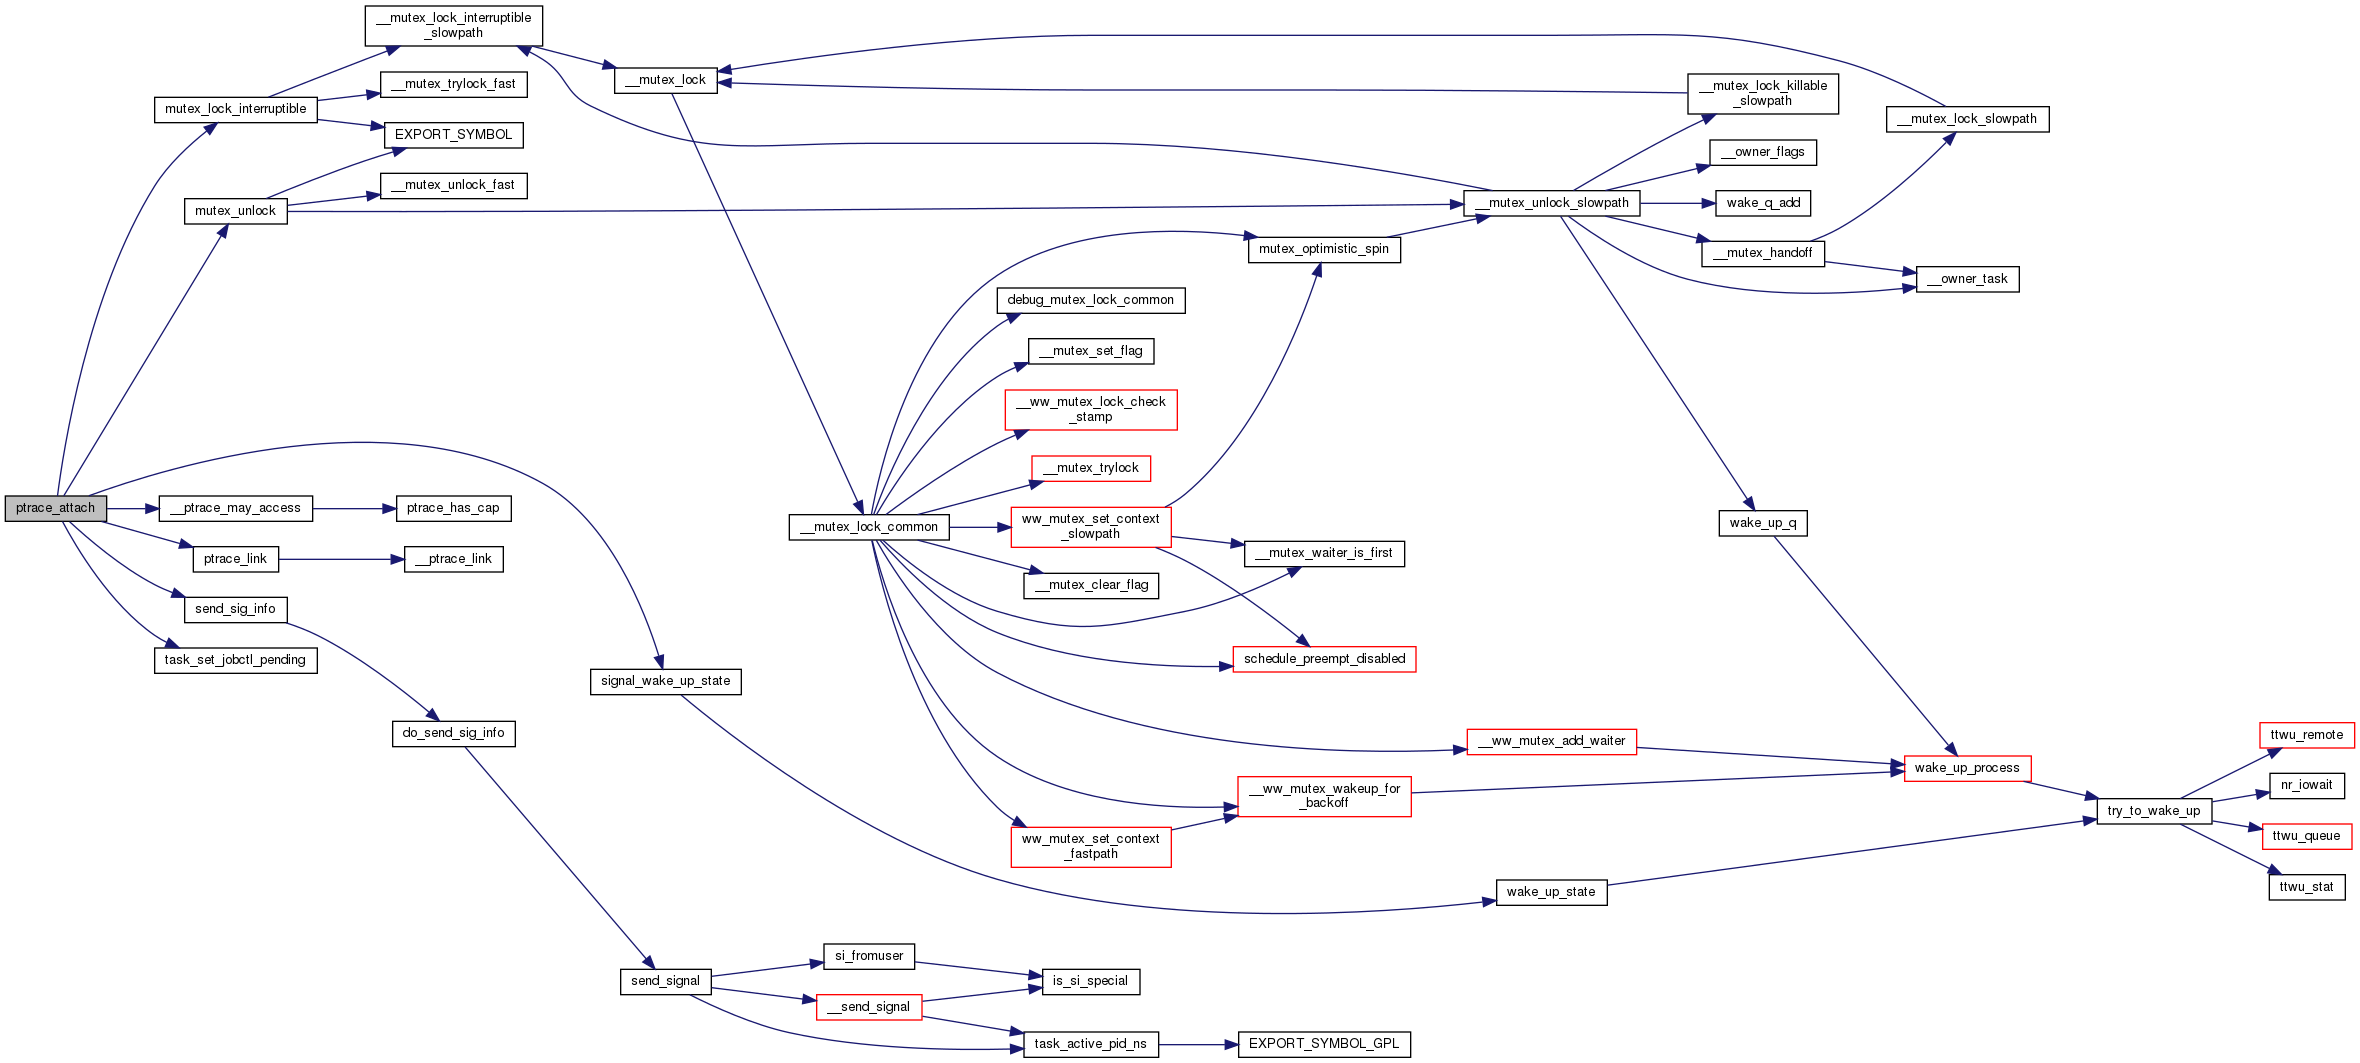 __mutex_lock_interruptible
_slowpath
__mutex_lock
mutex_lock_interruptible
__mutex_trylock_fast
EXPORT_SYMBOL
__mutex_unlock_fast
mutex_unlock
__mutex_lock_killable
_slowpath
__mutex_lock_slowpath
__owner_flags
wake_q_add
__mutex_unlock_slowpath
__mutex_handoff
__owner_task
mutex_optimistic_spin
debug_mutex_lock_common
__mutex_set_flag
__ww_mutex_lock_check
_stamp
__mutex_trylock
ptrace_attach
__ptrace_may_access
ptrace_has_cap
__mutex_lock_common
ww_mutex_set_context
_slowpath
wake_up_q
ptrace_link
__ptrace_link
__mutex_waiter_is_first
__mutex_clear_flag
send_sig_info
task_set_jobctl_pending
schedule_preempt_disabled
signal_wake_up_state
do_send_sig_info
__ww_mutex_add_waiter
ttwu_remote
wake_up_process
nr_iowait
__ww_mutex_wakeup_for
_backoff
try_to_wake_up
ttwu_queue
ww_mutex_set_context
_fastpath
ttwu_stat
wake_up_state
si_fromuser
send_signal
is_si_special
__send_signal
task_active_pid_ns
EXPORT_SYMBOL_GPL